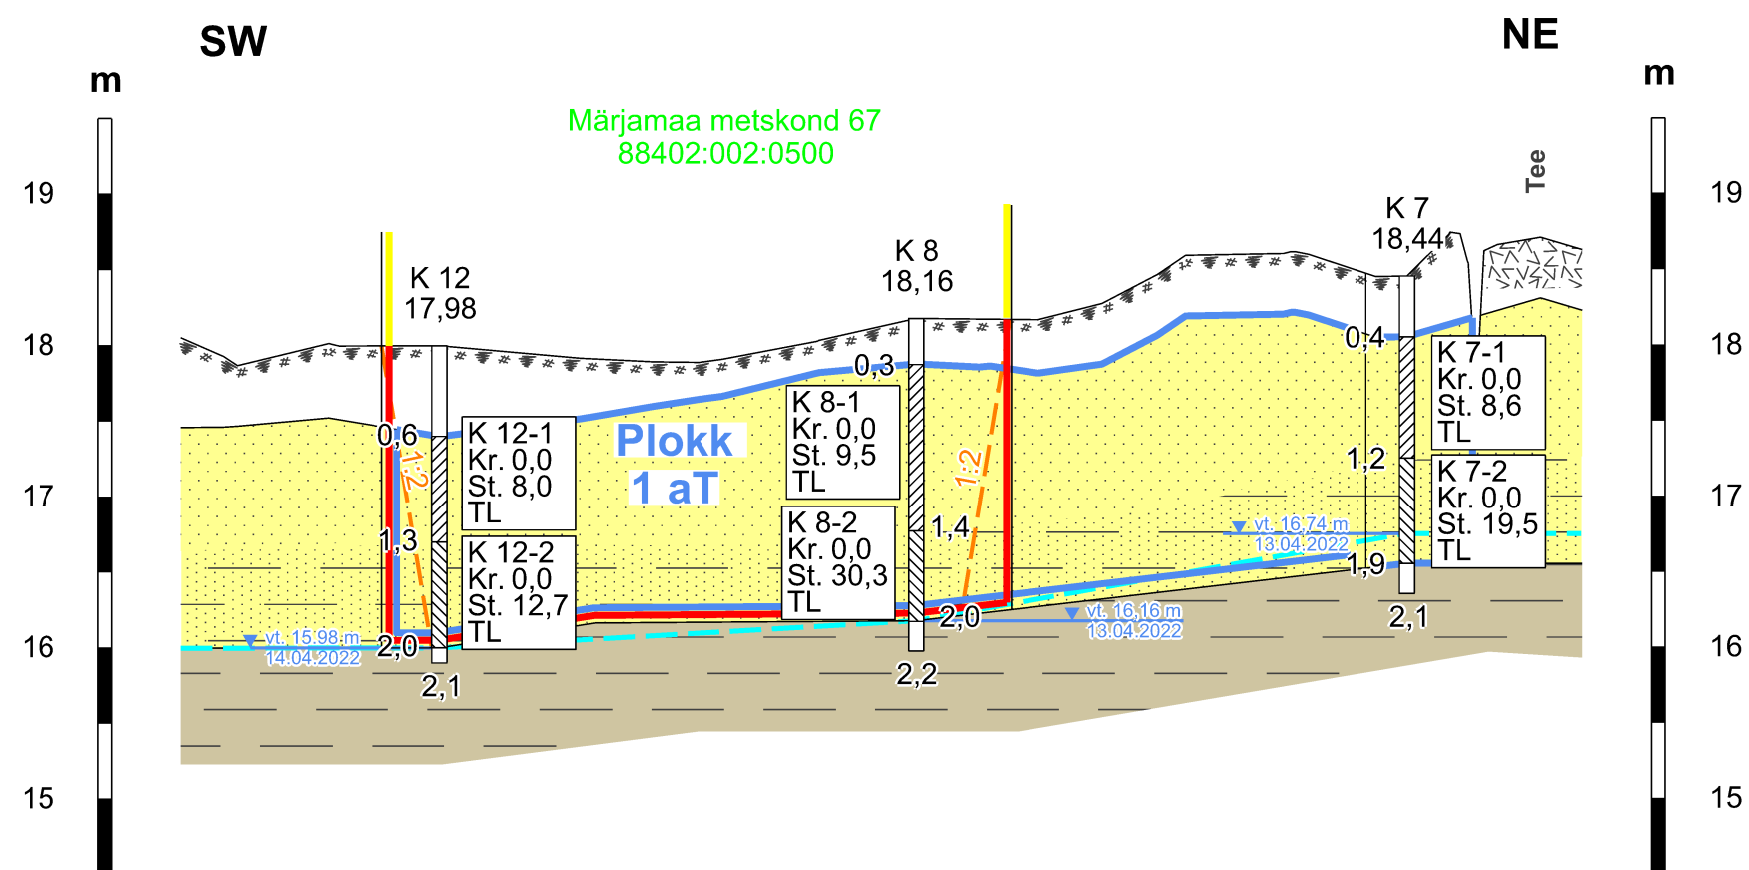 SW
NE
m
m
Märjamaa metskond 67
88402:002:0500
Tee
19
19
K 7
18,44
K 8
18,16
K 12
17,98
18
18
0,4
0,3
K 7-1
Kr. 0,0
St. 8,6
TL
K 8-1
Kr. 0,0
St. 9,5
TL
0,6
K 12-1
Kr. 0,0
St. 8,0
TL
Plokk
1 aT
1:2
1:2
1,2
K 7-2
Kr. 0,0
St. 19,5
TL
17
17
K 8-2
Kr. 0,0
St. 30,3
TL
1,4
vt. 16,74 m
13.04.2022
1,3
K 12-2
Kr. 0,0
St. 12,7
TL
1,9
2,0
vt. 16,16 m
13.04.2022
2,1
vt. 15.98 m
14.04.2022
2,0
16
16
2,1
2,2
15
15